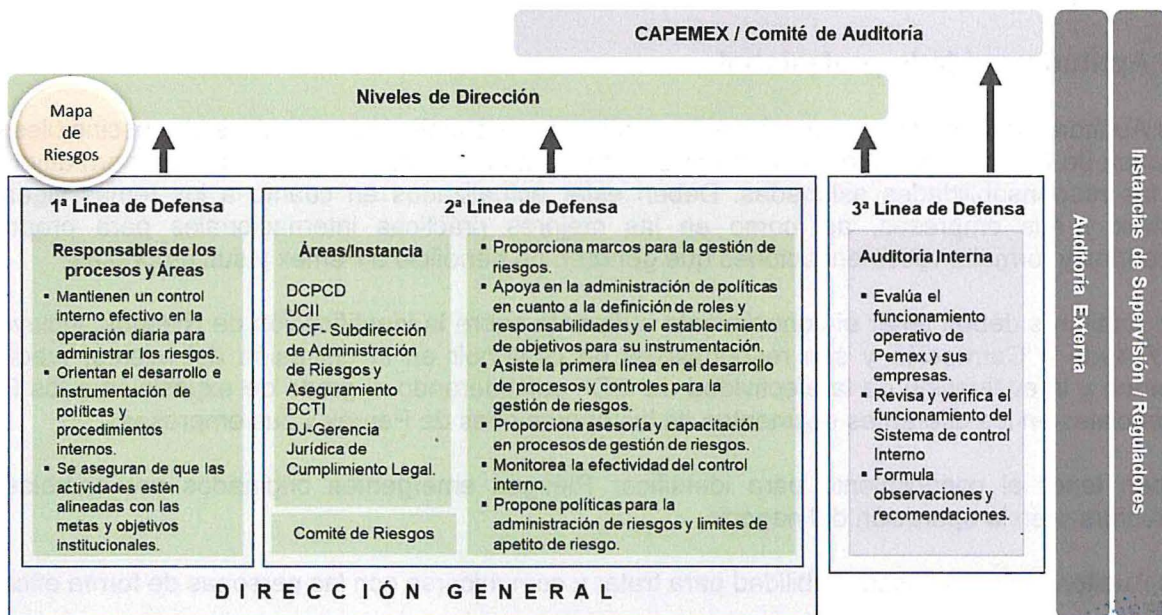 CAPEMEX / Comité de Auditoría
Niveles de Dirección
Mapa
de
Riesgos
1ª Línea de Defensa
Responsables de los
procesos y Áreas
▪ Mantienen un control
interno efectivo en la
operación diaria para
administrar los riesgos.
▪ Orientan el desarrollo e
instrumentación de
políticas y
procedimientos
internos.
▪ Se aseguran de que las
actividades estén
alineadas con las
metas y objetivos
institucionales.
2ª Línea de Defensa
Áreas/Instancia
DCPCD
UCII
DCF- Subdirección
de Administración
de Riesgos y
Aseguramiento
DCTI
DJ-Gerencia
Jurídica de
Cumplimiento Legal.
Comité de Riesgos
▪ Proporciona marcos para la gestión de
riesgos.
▪ Apoya en la administración de políticas
en cuanto a la definición de roles y
responsabilidades y el establecimiento
de objetivos para su instrumentación.
▪ Asiste la primera línea en el desarrollo
de procesos y controles para la
gestión de riesgos.
▪ Proporciona asesoría y capacitación
en procesos de gestión de riesgos.
▪ Monitorea la efectividad del control
interno.
▪ Propone políticas para la
administración de riesgos y limites de
apetito de riesgo.
3ª Línea de Defensa
Auditoria Interna
▪ Evalúa el
funcionamiento
operativo de
Pemex y sus
empresas.
▪ Revisa y verifica el
funcionamiento del
Sistema de control
Interno
▪ Formula
observaciones y
recomendaciones.
DIRECCIÓN GENERAL
Auditoria Externa
Instancias de Supervisión / Reguladores